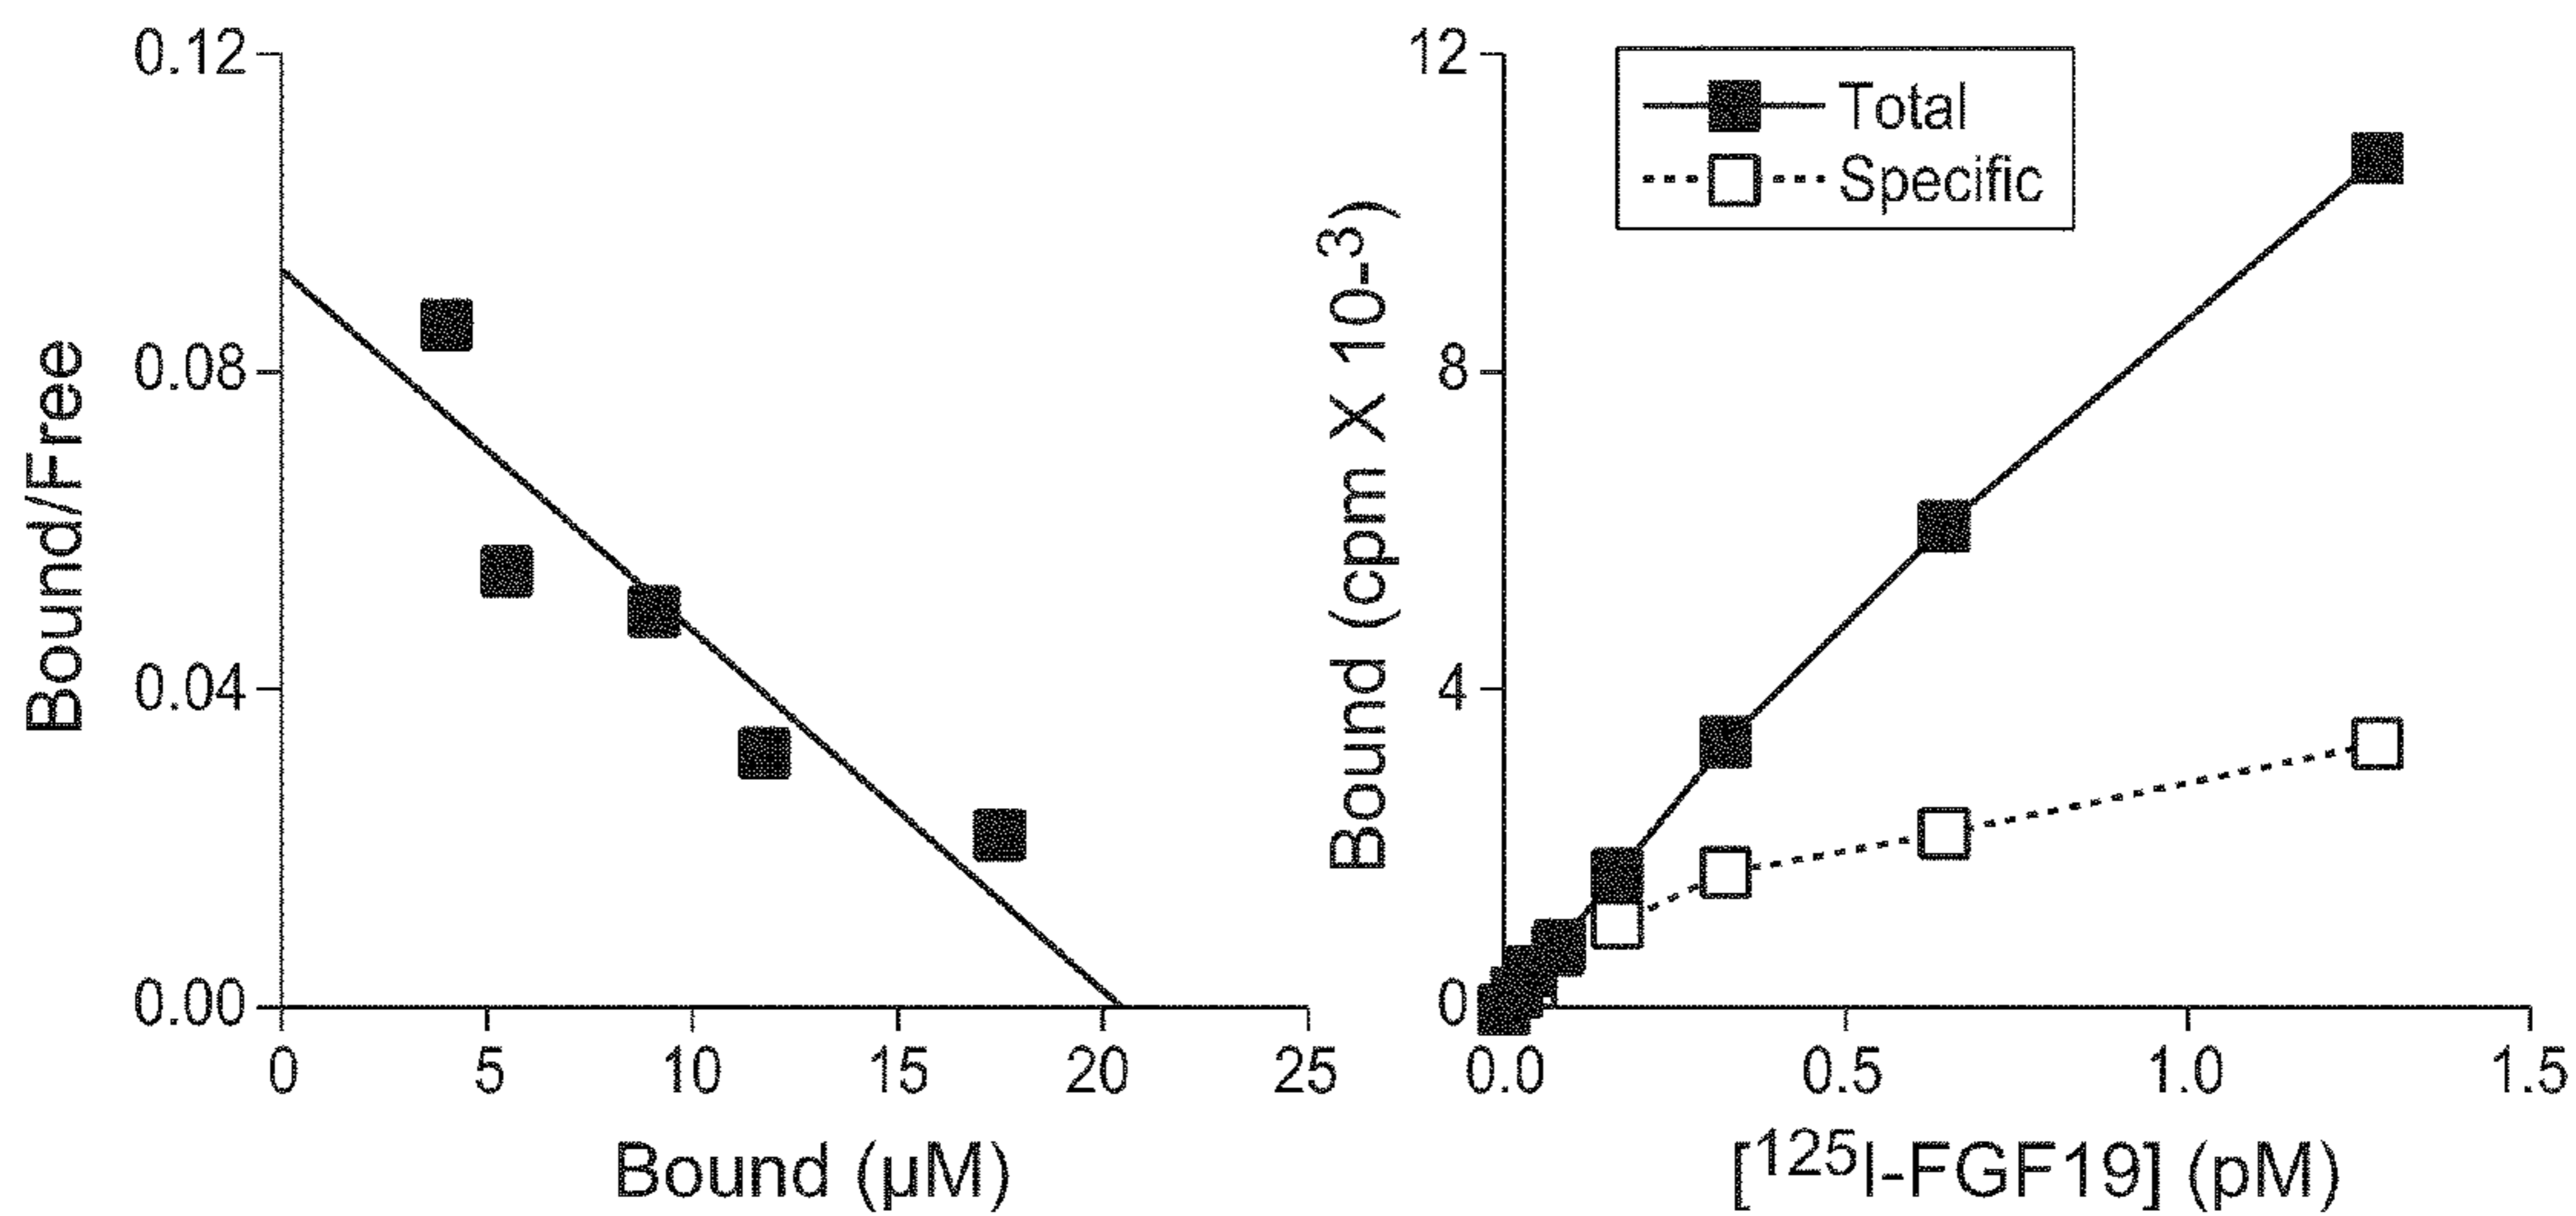 Bound/Free
0.12
0.08
0.04
0.00
0 5 10 15 20 25
Bound (μM)
Bound (cpm X 10-³)
12
8
4
0
Total
Specific
0.0 0.5 1.0 1.5
[¹²⁵I-FGF19] (pM)